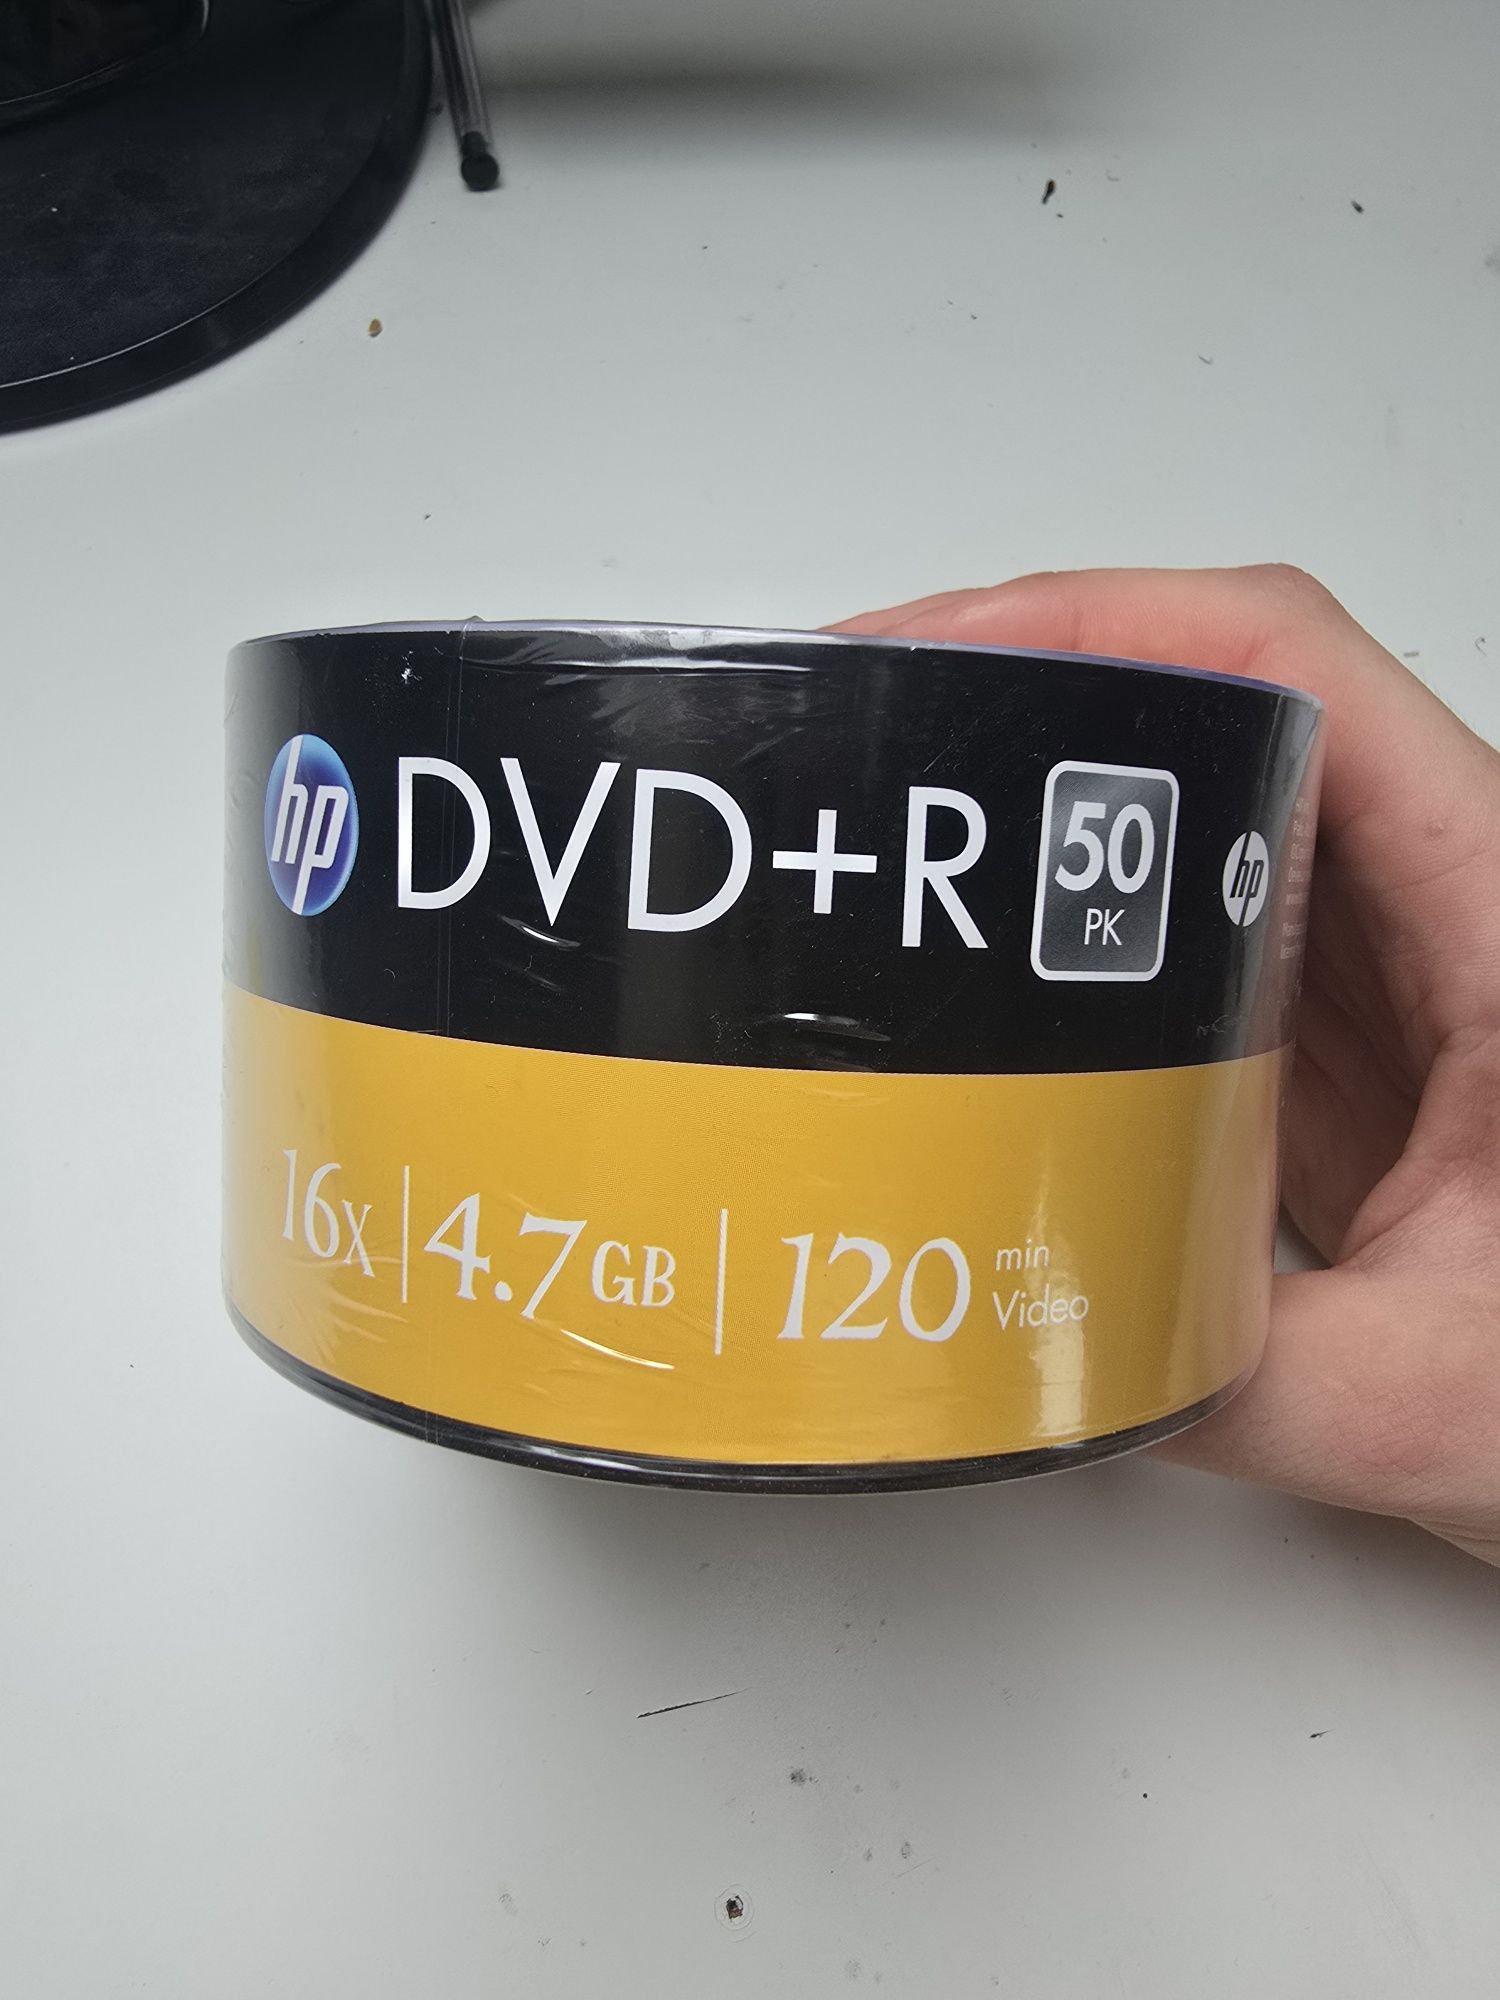 hp DVD+R 50
PK
hp
16x | 4.7 GB | 120 min
Video